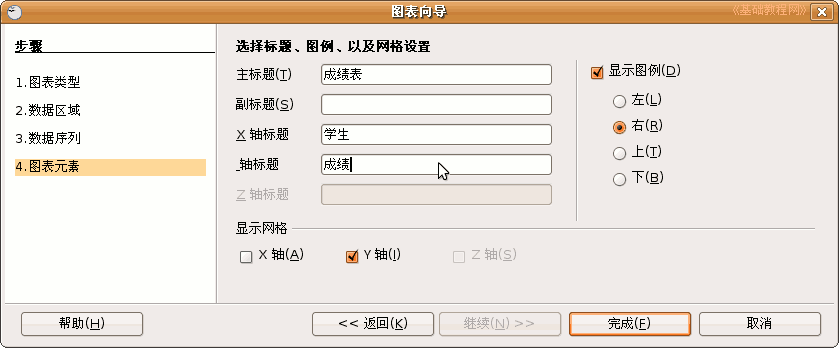 图表向导
《基础教程网》
步骤
1.图表类型
2.数据区域
3.数据序列
4.图表元素
选择标题、图例、以及网格设置
主标题(T) 成绩表
副标题(S)
X 轴标题 学生
_轴标题 成绩
Z 轴标题
显示图例(D)
左(L)
右(R)
上(T)
下(B)
显示网格
X 轴(A) Y 轴(I) Z 轴(S)
帮助(H) << 返回(K) 继续(N) >> 完成(F) 取消